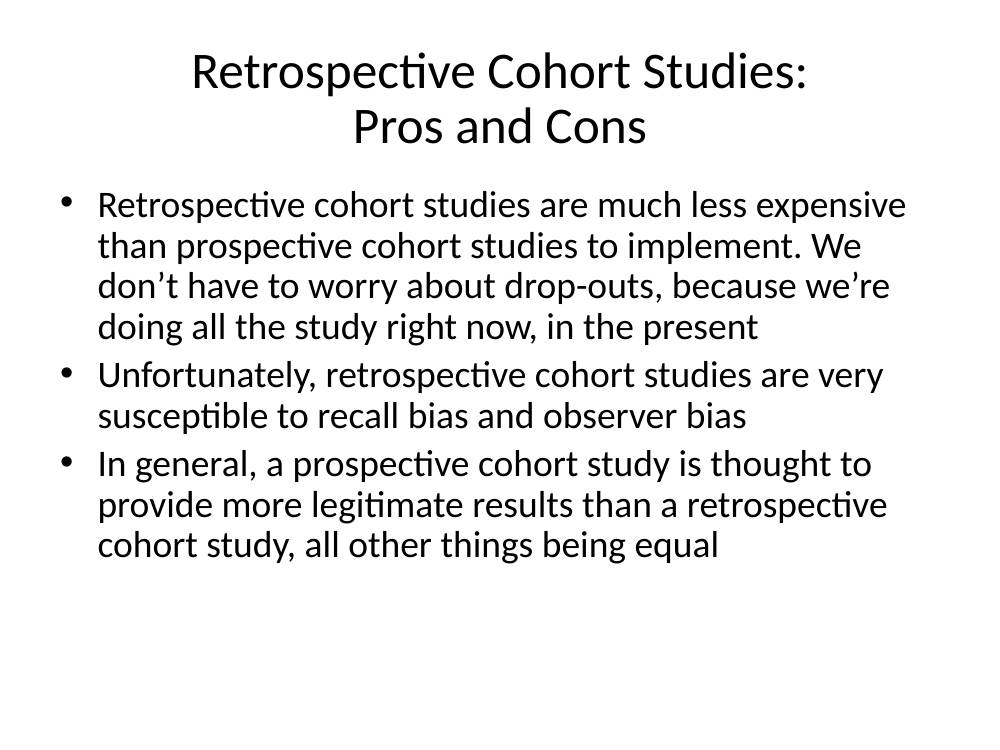 Retrospective Cohort Studies:
Pros and Cons
• Retrospective cohort studies are much less expensive
than prospective cohort studies to implement. We
don’t have to worry about drop-outs, because we’re
doing all the study right now, in the present
• Unfortunately, retrospective cohort studies are very
susceptible to recall bias and observer bias
• In general, a prospective cohort study is thought to
provide more legitimate results than a retrospective
cohort study, all other things being equal